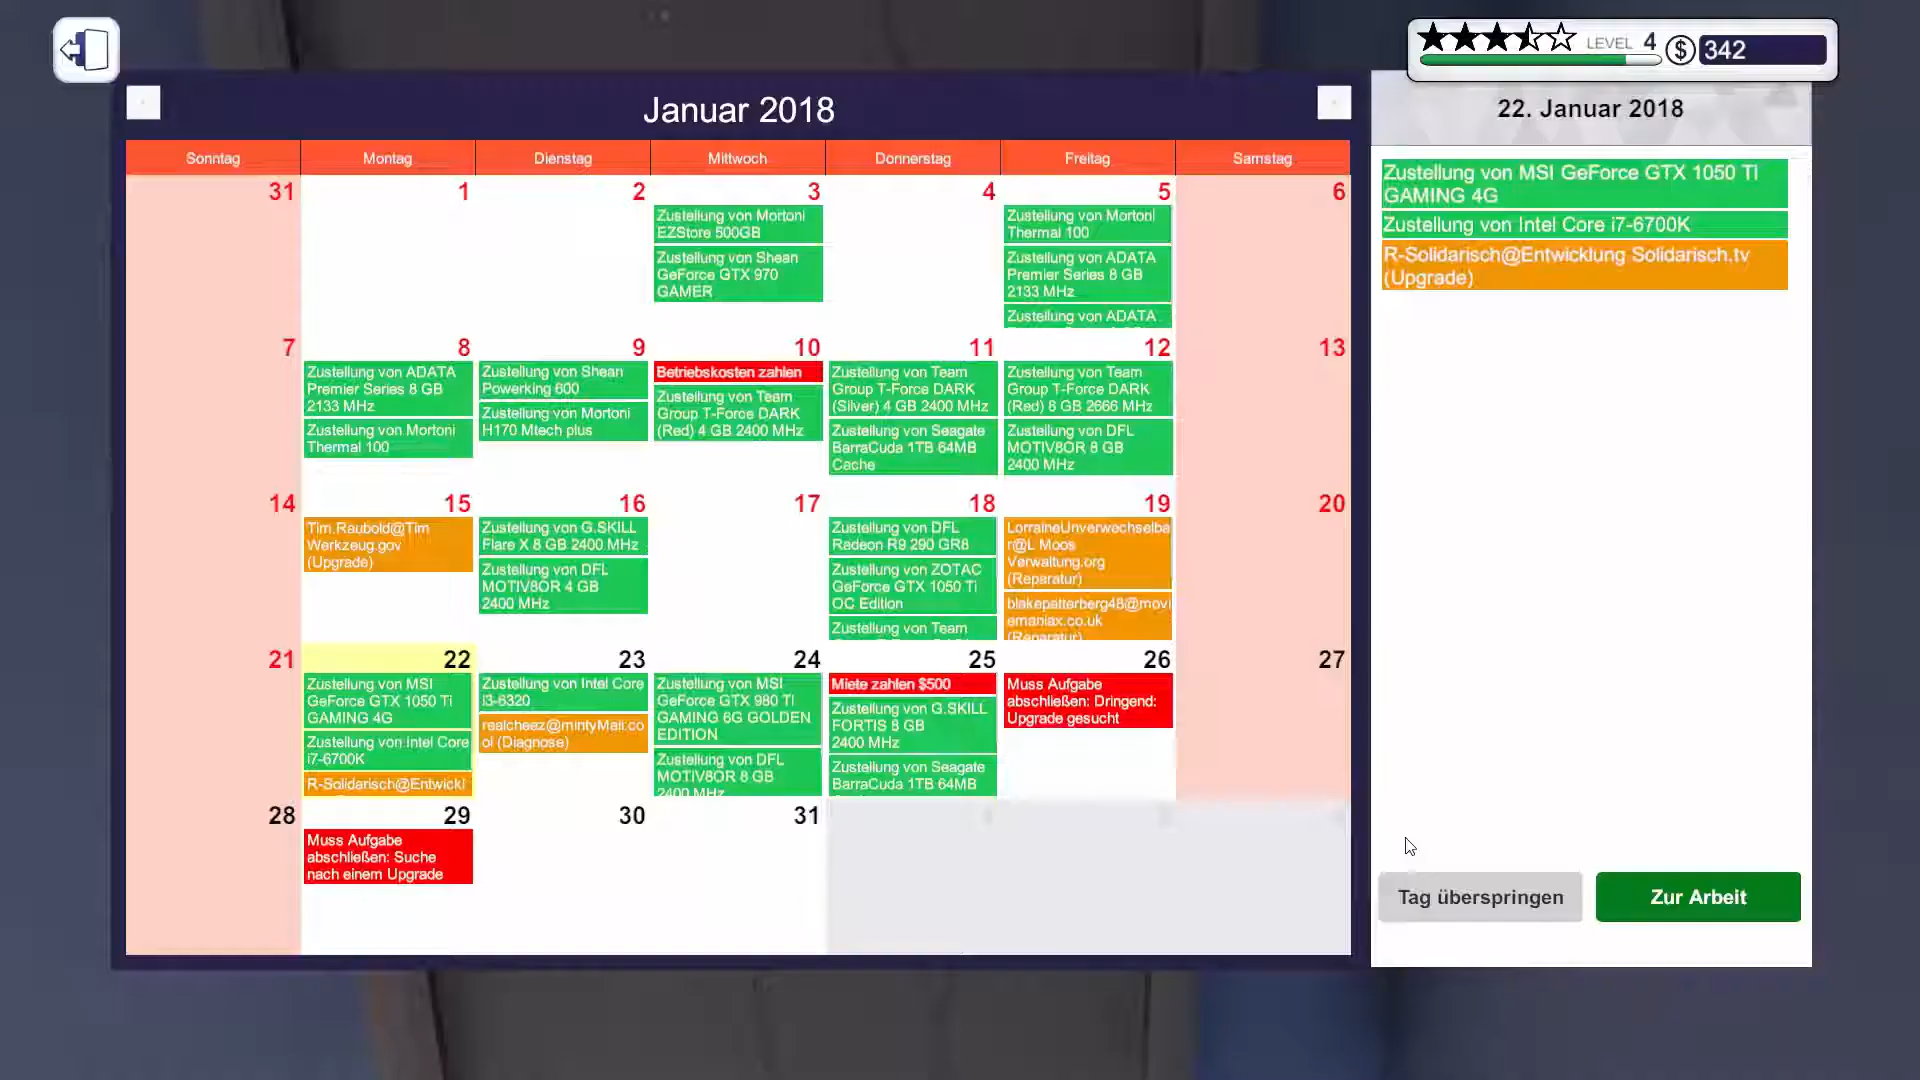 LEVEL 4 342
Januar 2018
22. Januar 2018
Sonntag Montag Dienstag Mittwoch Donnerstag Freitag Samstag
31 1 2 3 4 5 6
Zustellung von Mortoni
EZStore 500GB
Zustellung von Shean
GeForce GTX 970
GAMER
Zustellung von Mortoni
Thermal 100
Zustellung von ADATA
Premier Series 8 GB
2133 MHz
Zustellung von ADATA
7 8 9 10 11 12 13
Zustellung von ADATA
Premier Series 8 GB
2133 MHz
Zustellung von Mortoni
Thermal 100
Zustellung von Shean
Powerking 600
Zustellung von Mortoni
H170 Mtech plus
Betriebskosten zahlen
Zustellung von Team
Group T-Force DARK
(Red) 4 GB 2400 MHz
Zustellung von Team
Group T-Force DARK
(Silver) 4 GB 2400 MHz
Zustellung von Seagate
BarraCuda 1TB 64MB
Cache
Zustellung von Team
Group T-Force DARK
(Red) 8 GB 2666 MHz
Zustellung von DFL
MOTIV8OR 8 GB
2400 MHz
14 15 16 17 18 19 20
Tim.Raubold@Tim
Werkzeug.gov
(Upgrade)
Zustellung von G.SKILL
Flare X 8 GB 2400 MHz
Zustellung von DFL
MOTIV8OR 4 GB
2400 MHz
Zustellung von DFL
Radeon R9 290 GR8
Zustellung von ZOTAC
GeForce GTX 1050 Ti
OC Edition
Zustellung von Team
LorraineUnverwechselba
r@L Moos
Verwaltung.org
(Reparatur)
blakepatterberg48@movi
emaniax.co.uk
(Reparatur)
21 22 23 24 25 26 27
Zustellung von MSI
GeForce GTX 1050 Ti
GAMING 4G
Zustellung von Intel Core
i7-6700K
R-Solidarisch@Entwickl
Zustellung von Intel Core
i3-6320
realcheez@mintyMail.co
ol (Diagnose)
Zustellung von MSI
GeForce GTX 980 Ti
GAMING 6G GOLDEN
EDITION
Zustellung von DFL
MOTIV8OR 8 GB
2400 MHz
Miete zahlen $500
Zustellung von G.SKILL
FORTIS 8 GB
2400 MHz
Zustellung von Seagate
BarraCuda 1TB 64MB
Muss Aufgabe
abschließen: Dringend:
Upgrade gesucht
28 29 30 31
Muss Aufgabe
abschließen: Suche
nach einem Upgrade
Zustellung von MSI GeForce GTX 1050 Ti
GAMING 4G
Zustellung von Intel Core i7-6700K
R-Solidarisch@Entwicklung Solidarisch.tv
(Upgrade)
Tag überspringen
Zur Arbeit